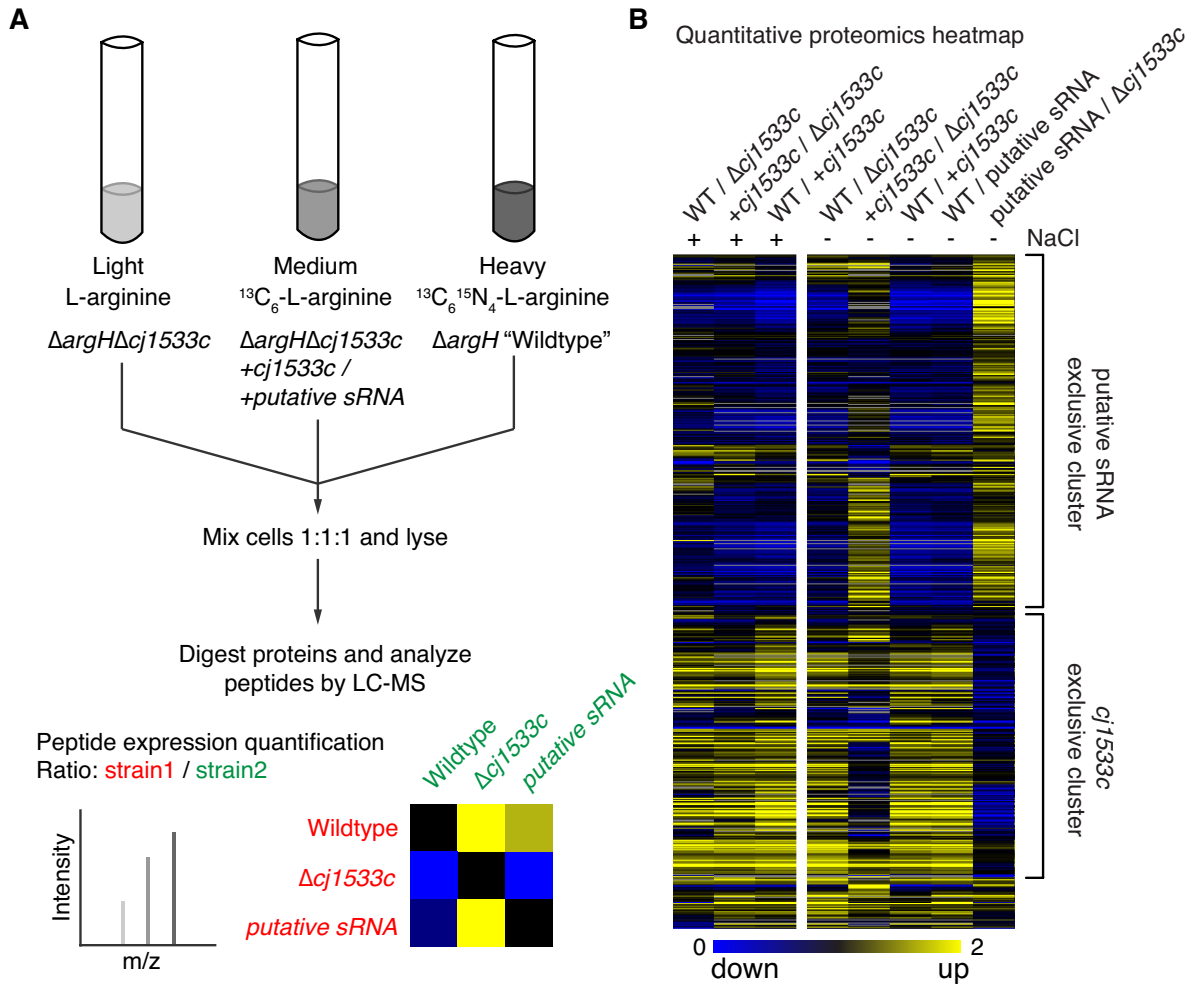 A
Light
L-arginine
ΔargHΔcj1533c
Medium
¹³C₆-L-arginine
ΔargHΔcj1533c
+cj1533c /
+putative sRNA
Heavy
¹³C₆¹⁵N₄-L-arginine
ΔargH “Wildtype”
Mix cells 1:1:1 and lyse
Digest proteins and analyze
peptides by LC-MS
Peptide expression quantification
Ratio: strain1 / strain2
Intensity
m/z
Wildtype
Δcj1533c
putative sRNA
Wildtype
Δcj1533c
putative sRNA
B
Quantitative proteomics heatmap
WT / Δcj1533c
+cj1533c / Δcj1533c
WT / +cj1533c
WT / Δcj1533c
+cj1533c / Δcj1533c
WT / +cj1533c
WT / putative sRNA
putative sRNA / Δcj1533c
+ + + - - - - - NaCl
putative sRNA
exclusive cluster
cj1533c
exclusive cluster
0 2
down up